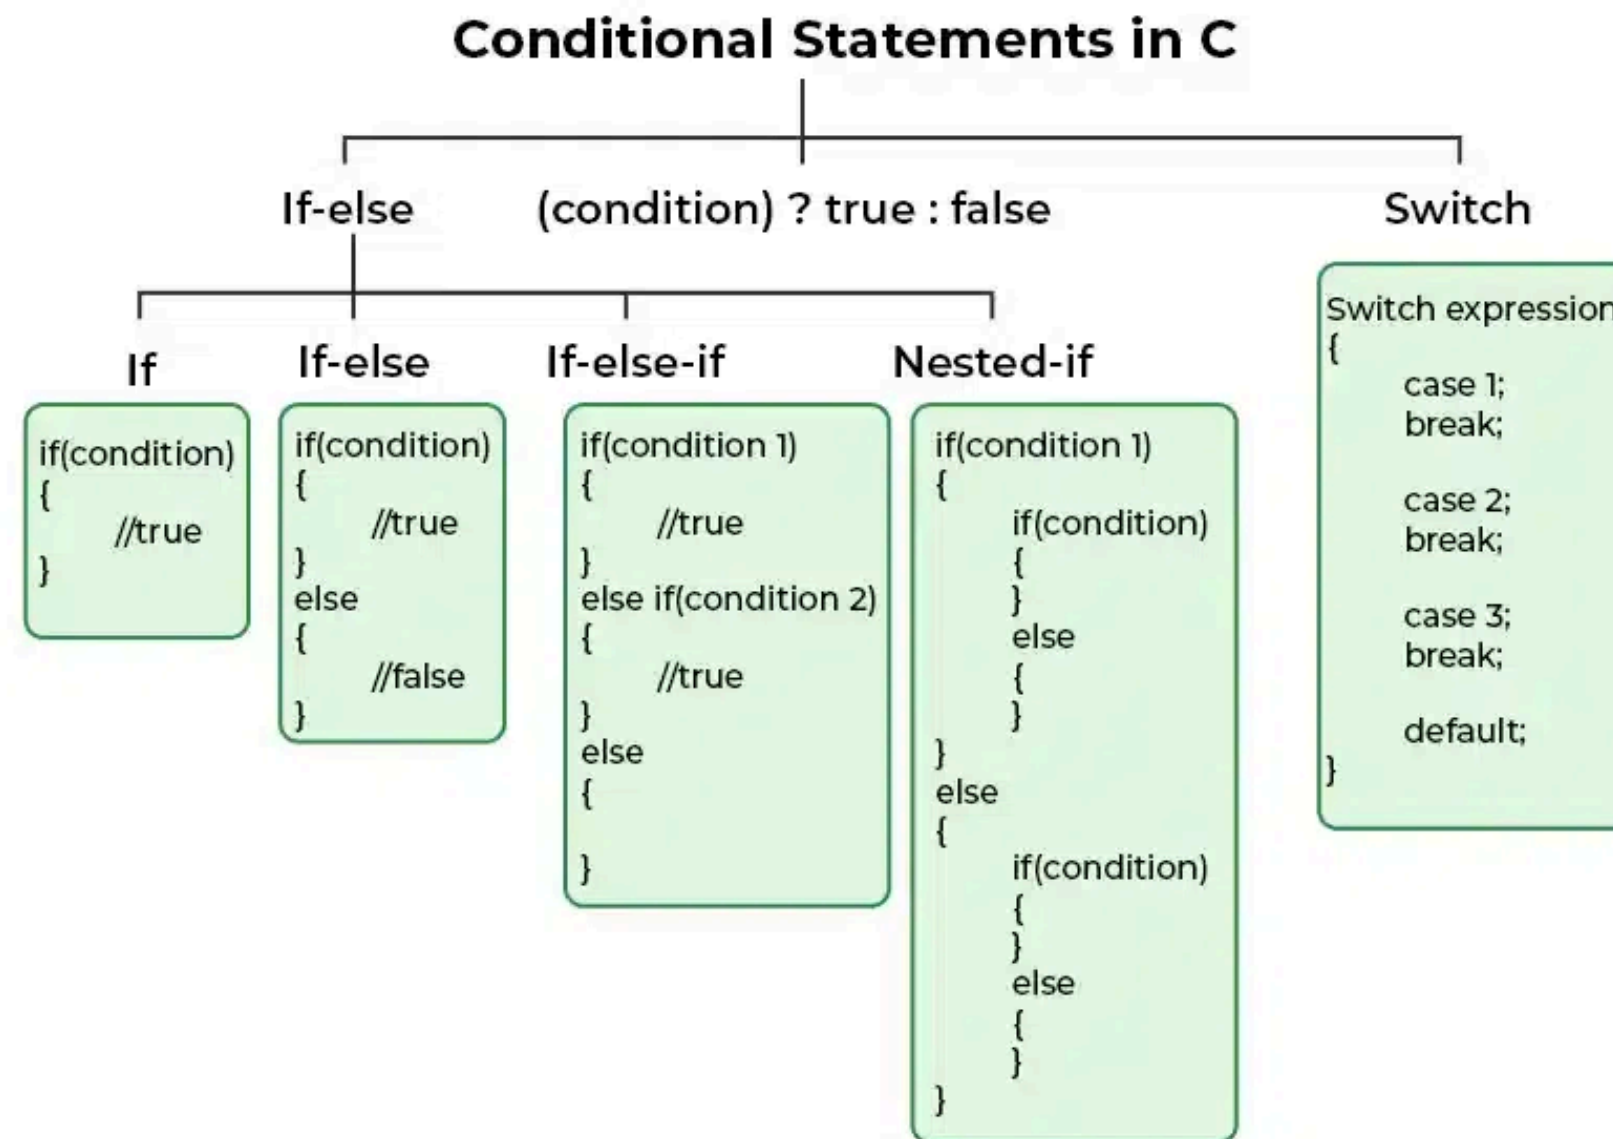 Conditional Statements in C
If-else
(condition) ? true : false
Switch
If
if(condition)
{
//true
}
If-else
if(condition)
{
//true
}
else
{
//false
}
If-else-if
if(condition 1)
{
//true
}
else if(condition 2)
{
//true
}
else
{
}
Nested-if
if(condition 1)
{
if(condition)
{
}
else
{
}
}
else
{
if(condition)
{
}
else
{
}
}
Switch expression
{
case 1;
break;
case 2;
break;
case 3;
break;
default;
}